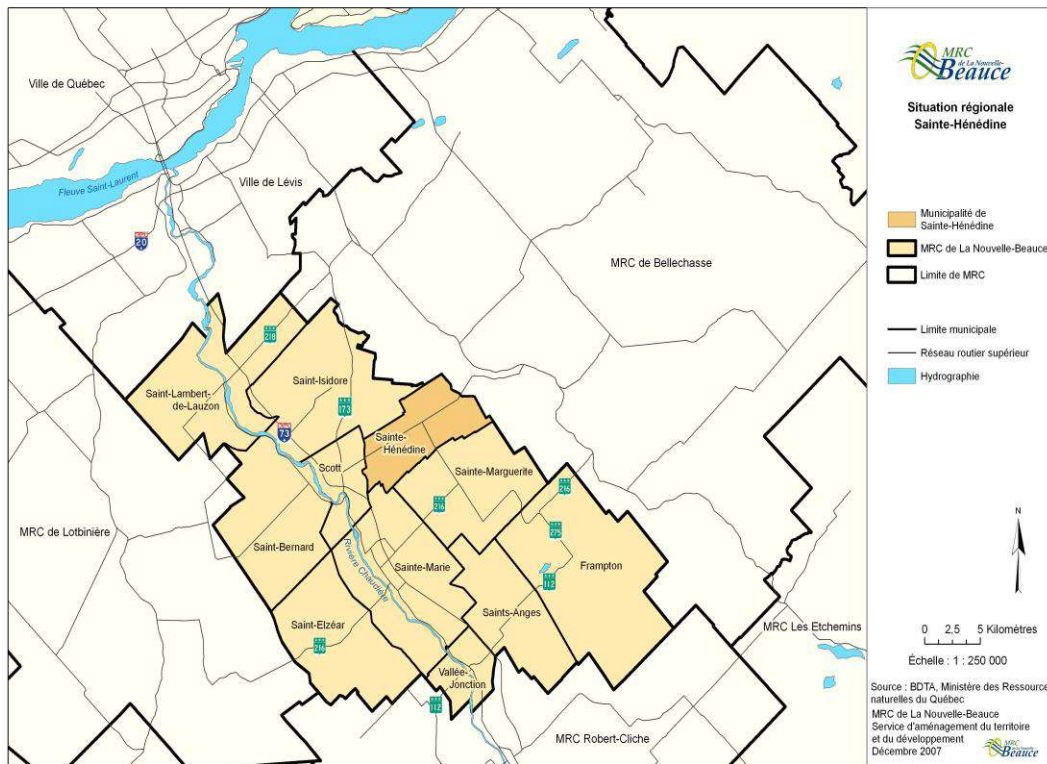 Ville de Québec
Fleuve Saint-Laurent
Ville de Lévis
20
MRC de Bellechasse
218
Saint-Isidore
Saint-Lambert-
de-Lauzon
173
73
Sainte-
Hénédine
Scott
Sainte-Marguerite
216
216
MRC de Lotbinière
275
Saint-Bernard
Rivière Chaudière
Sainte-Marie
Frampton
112
Saints-Anges
Saint-Elzéar
216
MRC Les Etchemins
Vallée-
Jonction
112
MRC Robert-Cliche
MRC
de La Nouvelle-
Beauce
Situation régionale
Sainte-Hénédine
Municipalité de
Sainte-Hénédine
MRC de La Nouvelle-Beauce
Limite de MRC
Limite municipale
Réseau routier supérieur
Hydrographie
N
0 2,5 5 Kilomètres
Échelle : 1 : 250 000
Source : BDTA, Ministère des Ressource
naturelles du Québec
MRC de La Nouvelle-Beauce
Service d'aménagement du territoire
et du développement
Décembre 2007
MRC
Beauce